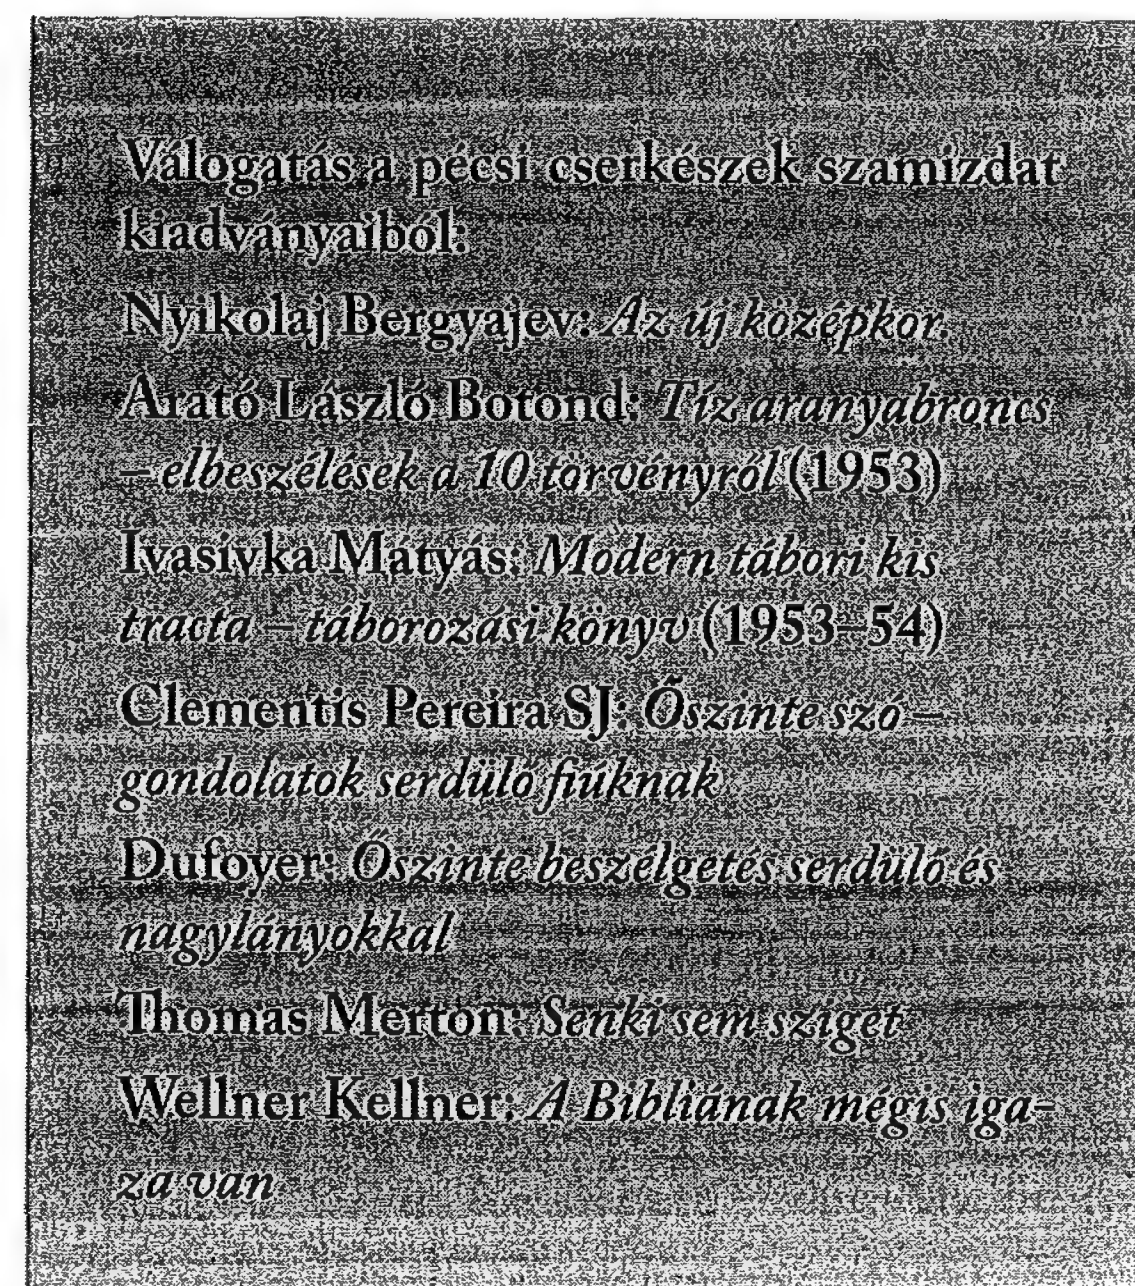 Válogatás a pécsi cserkészek szamizdat
kiadványaiból:
Nyikolaj Bergyajev: Az új középkor.
Arató László Botond: Tíz aranyabroncs
– elbeszélések a 10 törvényről (1953)
Ivasivka Mátyás: Modern tábori kis
tracta – táborozási könyv (1953–54)
Clementis Pereira SJ: Őszinte szó –
gondolatok serdülő fiúknak
Dufoyer: Őszinte beszélgetés serdülő és
nagylányokkal
Thomas Merton: Senki sem sziget
Wellner Kellner: A Bibliának mégis iga-
za van